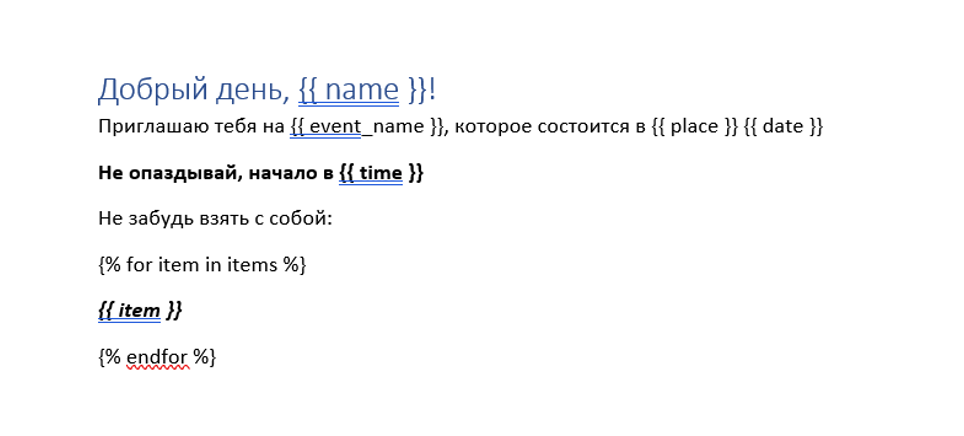 Добрый день, {{ name }}!
Приглашаю тебя на {{ event_name }}, которое состоится в {{ place }} {{ date }}
Не опаздывай, начало в {{ time }}
Не забудь взять с собой:
{% for item in items %}
{{ item }}
{% endfor %}